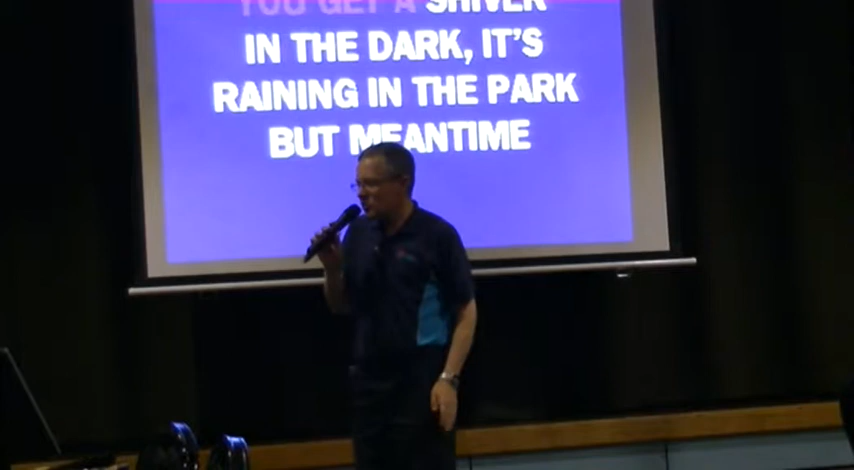 YOU GET A SHIVER
IN THE DARK, IT'S
RAINING IN THE PARK
BUT MEANTIME